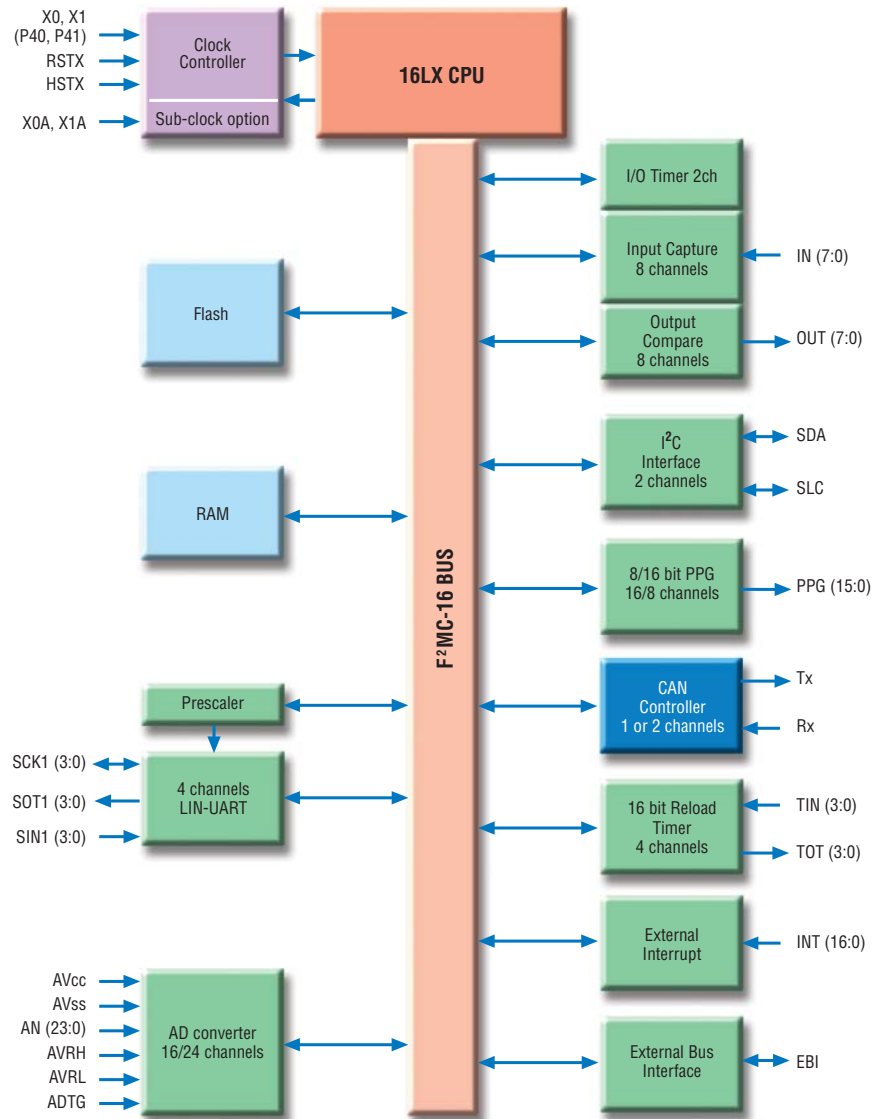 X0, X1
(P40, P41)
RSTX
HSTX
X0A, X1A
Clock
Controller
Sub-clock option
16LX CPU
F²MC-16 BUS
Flash
RAM
Prescaler
SCK1 (3:0)
SOT1 (3:0)
SIN1 (3:0)
4 channels
LIN-UART
AVcc
AVss
AN (23:0)
AVRH
AVRL
ADTG
AD converter
16/24 channels
I/O Timer 2ch
Input Capture
8 channels
IN (7:0)
Output
Compare
8 channels
OUT (7:0)
I²C
Interface
2 channels
SDA
SLC
8/16 bit PPG
16/8 channels
PPG (15:0)
CAN
Controller
1 or 2 channels
Tx
Rx
16 bit Reload
Timer
4 channels
TIN (3:0)
TOT (3:0)
External
Interrupt
INT (16:0)
External Bus
Interface
EBI